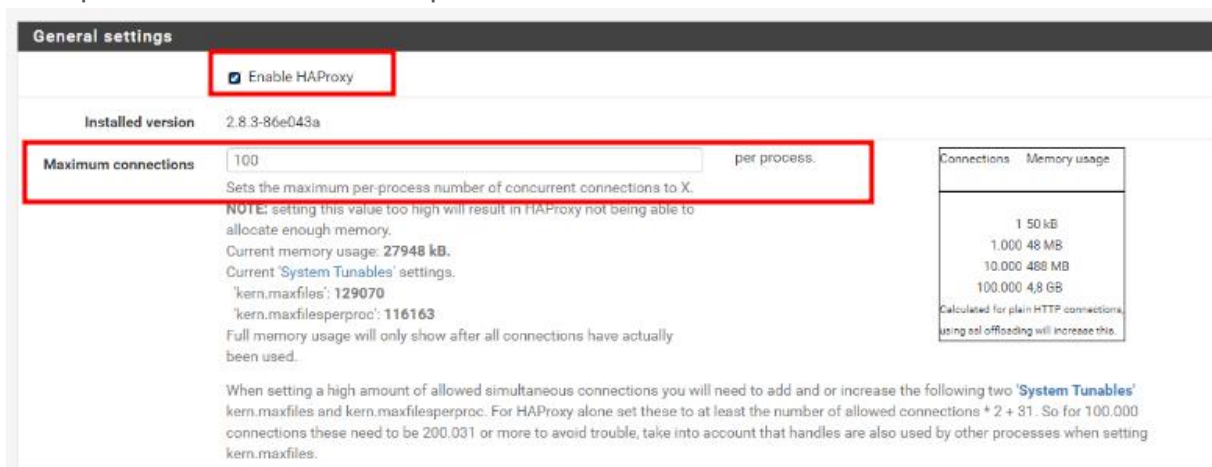 General settings
Enable HAProxy
Installed version 2.8.3-86e043a
Maximum connections 100 per process.
Sets the maximum per-process number of concurrent connections to X.
NOTE: setting this value too high will result in HAProxy not being able to
allocate enough memory.
Current memory usage: 27948 kB.
Current 'System Tunables' settings.
'kern.maxfiles': 129070
'kern.maxfilesperproc': 116163
Full memory usage will only show after all connections have actually
been used.
Connections Memory usage
1 50 kB
1.000 48 MB
10.000 488 MB
100.000 4,8 GB
Calculated for plain HTTP connections,
using ssl offloading will increase this.
When setting a high amount of allowed simultaneous connections you will need to add and or increase the following two 'System Tunables'
kern.maxfiles and kern.maxfilesperproc. For HAProxy alone set these to at least the number of allowed connections * 2 + 31. So for 100.000
connections these need to be 200.031 or more to avoid trouble, take into account that handles are also used by other processes when setting
kern.maxfiles.